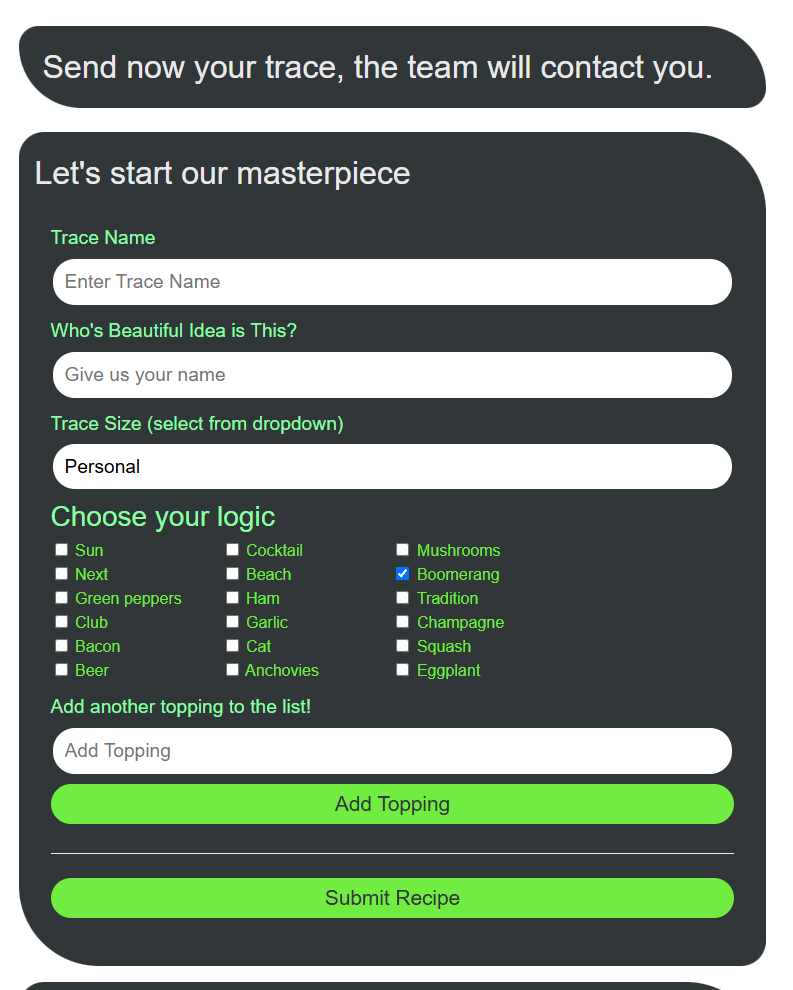 Send now your trace, the team will contact you.
Let's start our masterpiece
Trace Name
Enter Trace Name
Who's Beautiful Idea is This?
Give us your name
Trace Size (select from dropdown)
Personal
Choose your logic
Sun Cocktail Mushrooms
Next Beach Boomerang
Green peppers Ham Tradition
Club Garlic Champagne
Bacon Cat Squash
Beer Anchovies Eggplant
Add another topping to the list!
Add Topping
Add Topping
Submit Recipe